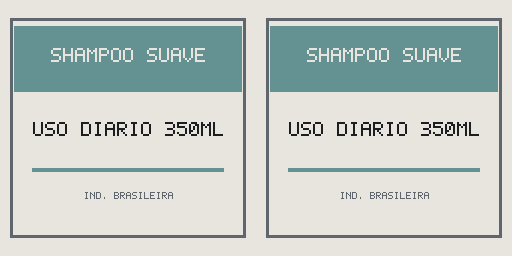 SHAMPOO SUAVE
USO DIARIO 350ML
IND. BRASILEIRA
SHAMPOO SUAVE
USO DIARIO 350ML
IND. BRASILEIRA